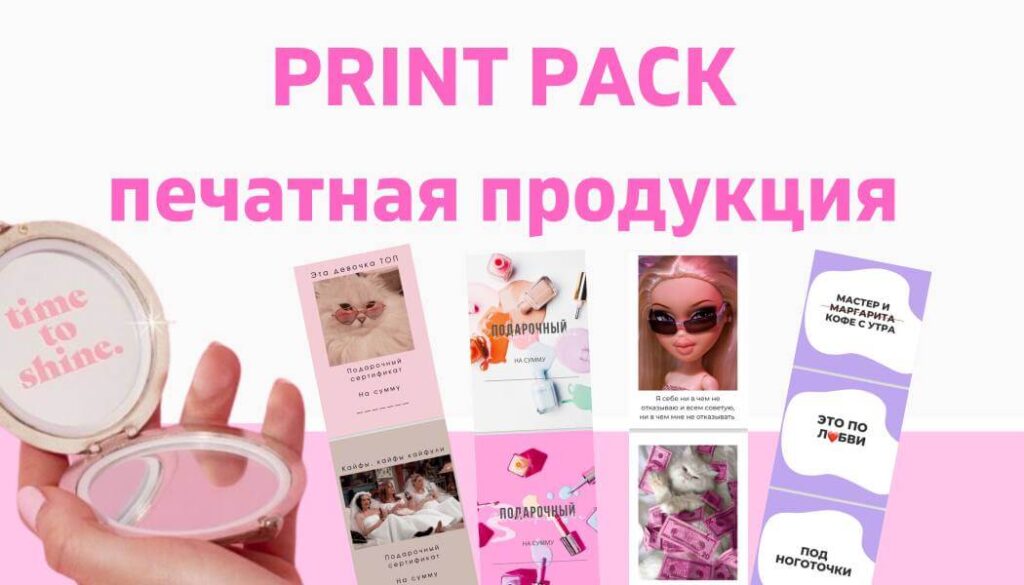 PRINT PACK
печатная продукция
time
to
shine.
Эта девочка ТОП
Подарочный
сертификат
На сумму
Кайфы, кайфы кайфули
Подарочный
сертификат
На сумму
ПОДАРОЧНЫЙ
НА СУММУ
ПОДАРОЧНЫЙ
НА СУММУ
Я себе ни в чем не
отказываю и всем советую,
ни в чем мне не отказывать
МАСТЕР И
МАРГАРИТА
КОФЕ С УТРА
ЭТО ПО
Л❤️БВИ
ПОД
НОГОТОЧКИ